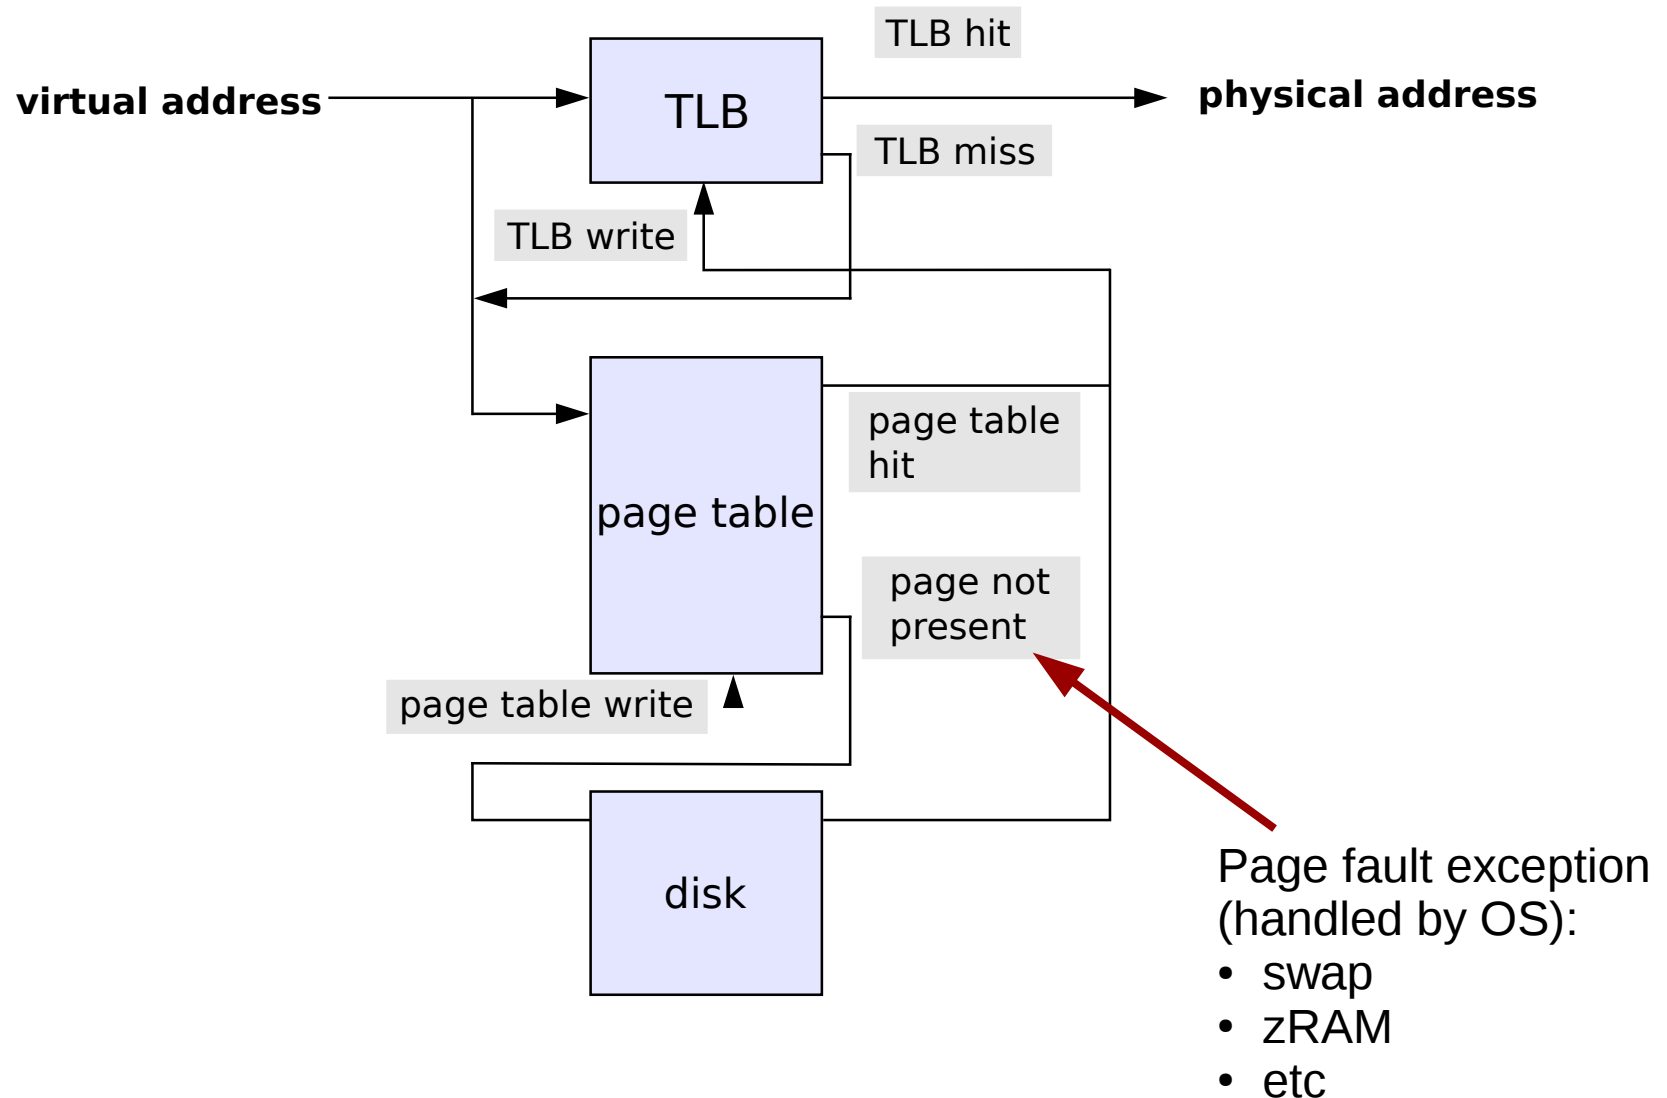 TLB hit
virtual address
TLB
physical address
TLB miss
TLB write
page table
hit
page table
page not
present
page table write
disk
Page fault exception
(handled by OS):
• swap
• zRAM
• etc